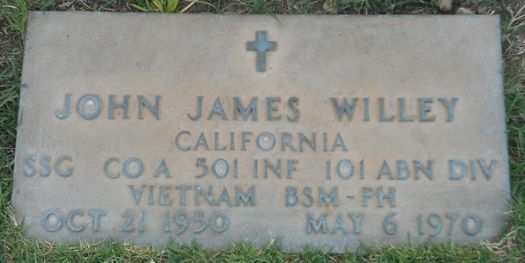 JOHN JAMES WILLEY
CALIFORNIA
SSG CO A 501 INF 101 ABN DIV
VIETNAM BSM-PH
OCT 21 1950 MAY 6 1970